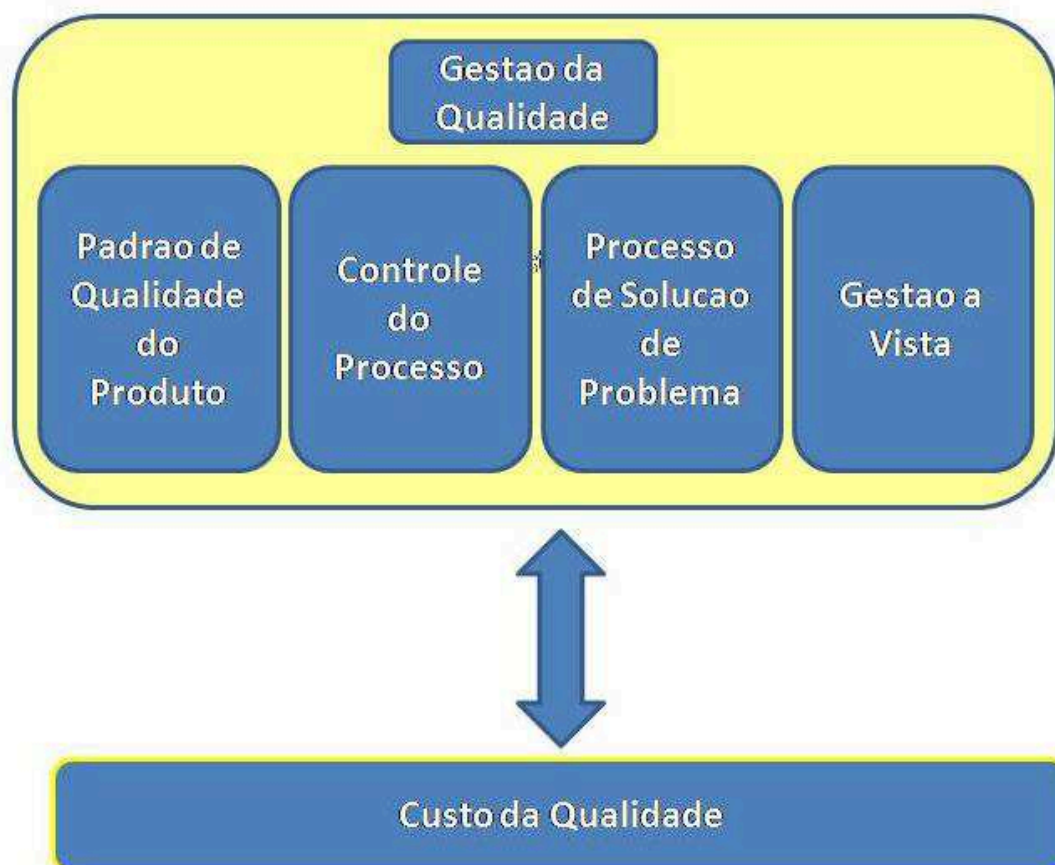 Gestao da
Qualidade
Padrao de
Qualidade
do
Produto
Controle
do
Processo
Processo
de Solucao
de
Problema
Gestao a
Vista
Custo da Qualidade